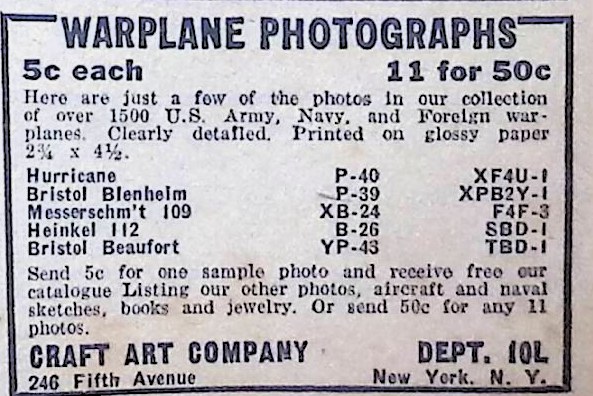 WARPLANE PHOTOGRAPHS
5c each 11 for 50c
Here are just a few of the photos in our collection
of over 1500 U.S. Army, Navy, and Foreign war-
planes. Clearly detailed. Printed on glossy paper
2¾ x 4½.
Hurricane P-40 XF4U-1
Bristol Blenheim P-39 XPB2Y-1
Messerschm't 109 XB-24 F4F-3
Heinkel 112 B-26 SBD-1
Bristol Beaufort YP-43 TBD-1
Send 5c for one sample photo and receive free our
catalogue Listing our other photos, aircraft and naval
sketches, books and jewelry. Or send 50c for any 11
photos.
CRAFT ART COMPANY DEPT. 10L
246 Fifth Avenue New York. N. Y.